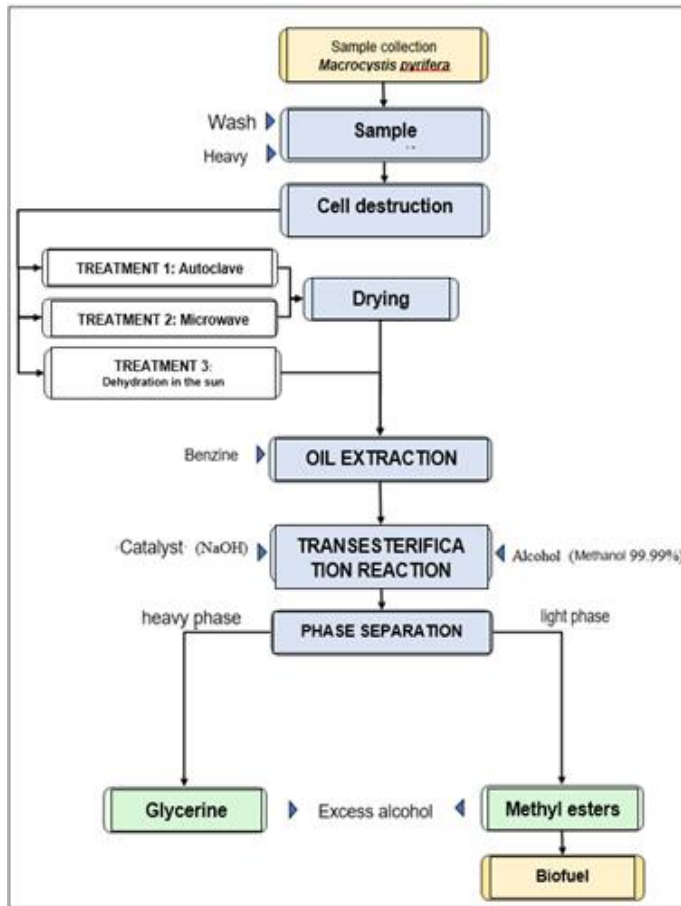 Sample collection
Macrocystis pyrifera
Wash
Sample
Heavy
Cell destruction
TREATMENT 1: Autoclave
Drying
TREATMENT 2: Microwave
TREATMENT 3:
Dehydration in the sun
Benzine
OIL EXTRACTION
Catalyst (NaOH)
TRANSESTERIFICA
TION REACTION
Alcohol (Methanol 99.99%)
heavy phase
PHASE SEPARATION
light phase
Glycerine
Excess alcohol
Methyl esters
Biofuel